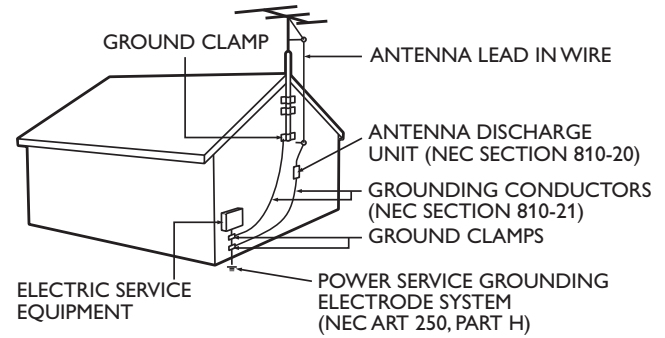 GROUND CLAMP
ANTENNA LEAD IN WIRE
ANTENNA DISCHARGE
UNIT (NEC SECTION 810-20)
GROUNDING CONDUCTORS
(NEC SECTION 810-21)
GROUND CLAMPS
ELECTRIC SERVICE
EQUIPMENT
POWER SERVICE GROUNDING
ELECTRODE SYSTEM
(NEC ART 250, PART H)